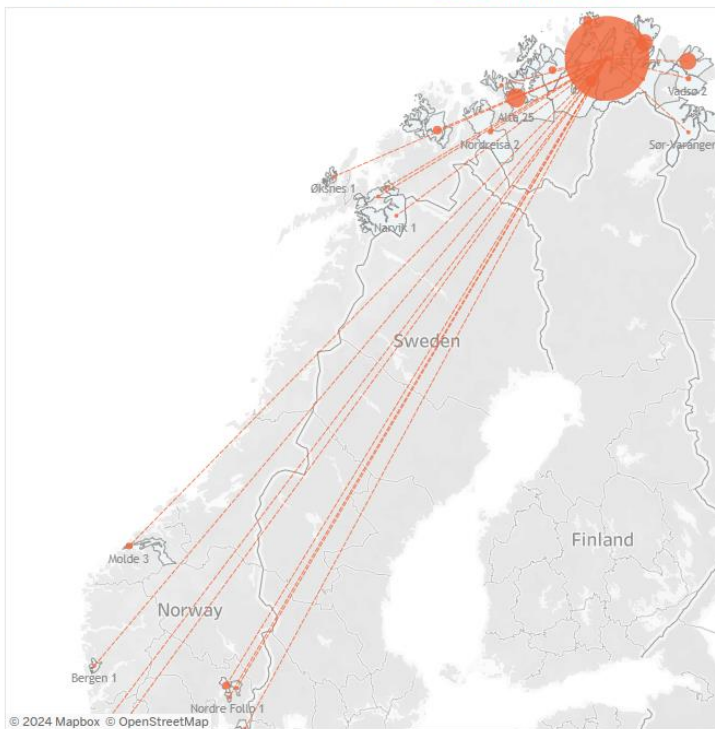 Vadsø 2
Alta 25
Nordreisa 2
Sør-Varanger
Øksnes 1
Narvik 1
Sweden
Finland
Molde 3
Norway
Bergen 1
Nordre Follo 1
© 2024 Mapbox © OpenStreetMap